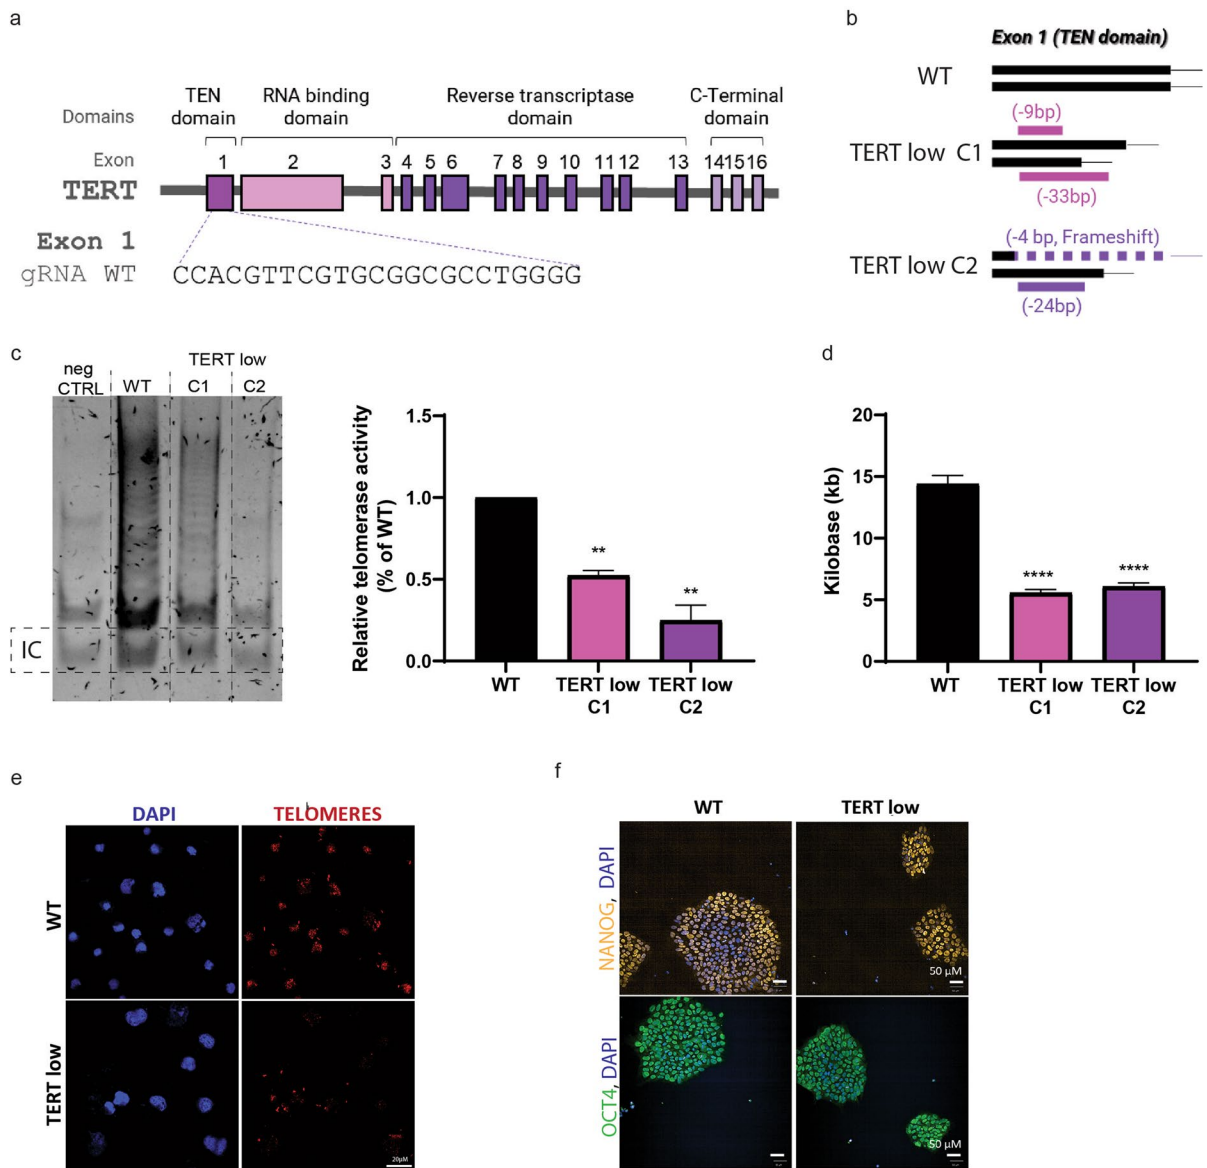 a
TEN domain
RNA binding domain
Reverse transcriptase domain
C-Terminal domain
Domains
Exon
1 2 3 4 5 6 7 8 9 10 11 12 13 14 15 16
TERT
Exon 1
gRNA WT
CCACGTTCGTGCGGCGCCTGGGG
b
Exon 1 (TEN domain)
WT
(-9bp)
TERT low C1
(-33bp)
(-4 bp, Frameshift)
TERT low C2
(-24bp)
c
TERT low
neg CTRL
WT
C1
C2
IC
Relative telomerase activity
(% of WT)
1.5
1.0
0.5
0.0
**
**
WT
TERT low C1
TERT low C2
d
Kilobase (kb)
20
15
10
5
0
****
****
WT
TERT low C1
TERT low C2
e
DAPI
TELOMERES
WT
TERT low
20µM
f
WT
TERT low
NANOG, DAPI
50 µM
OCT4, DAPI
50 µM